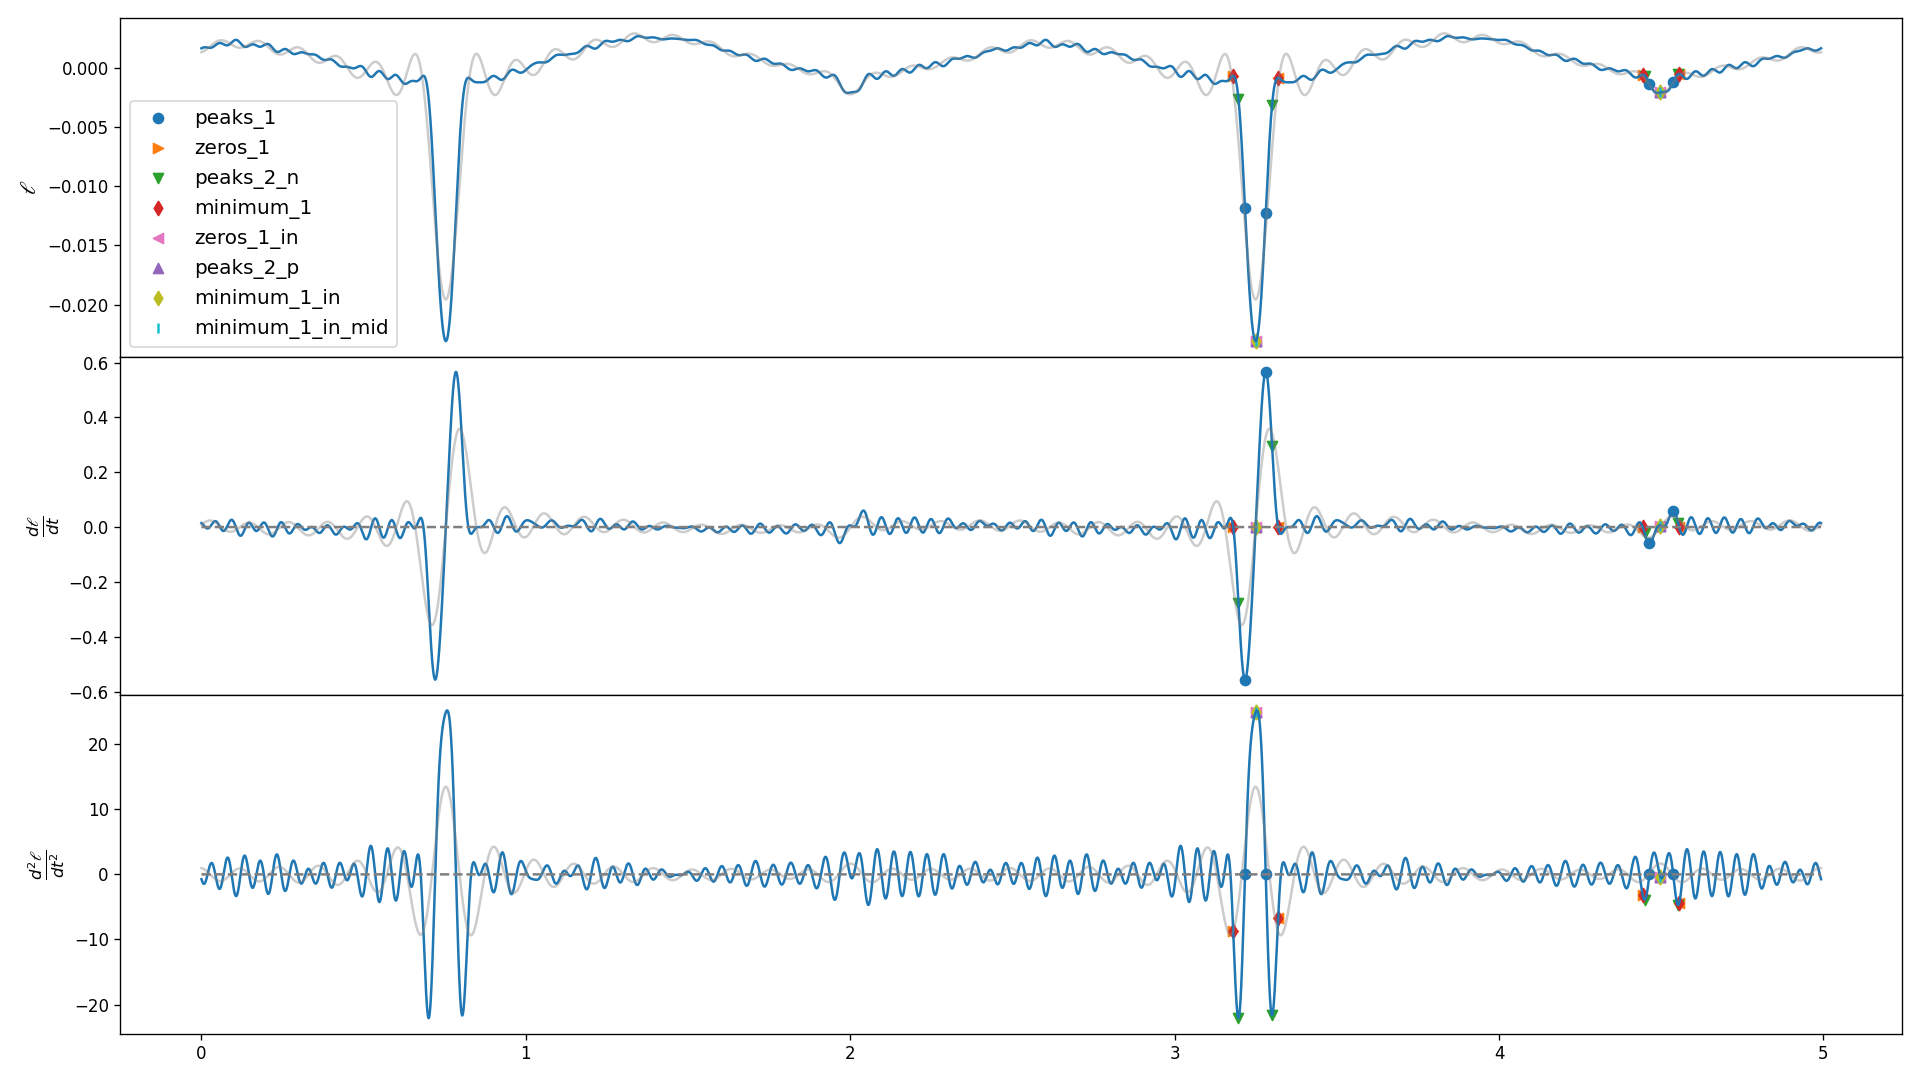 0.000
−0.005
−0.010
−0.015
−0.020
ℓ
peaks_1
zeros_1
peaks_2_n
minimum_1
zeros_1_in
peaks_2_p
minimum_1_in
minimum_1_in_mid
0.6
0.4
0.2
0.0
−0.2
−0.4
−0.6
dℓ/dt
20
10
0
−10
−20
d²ℓ/dt²
0 1 2 3 4 5